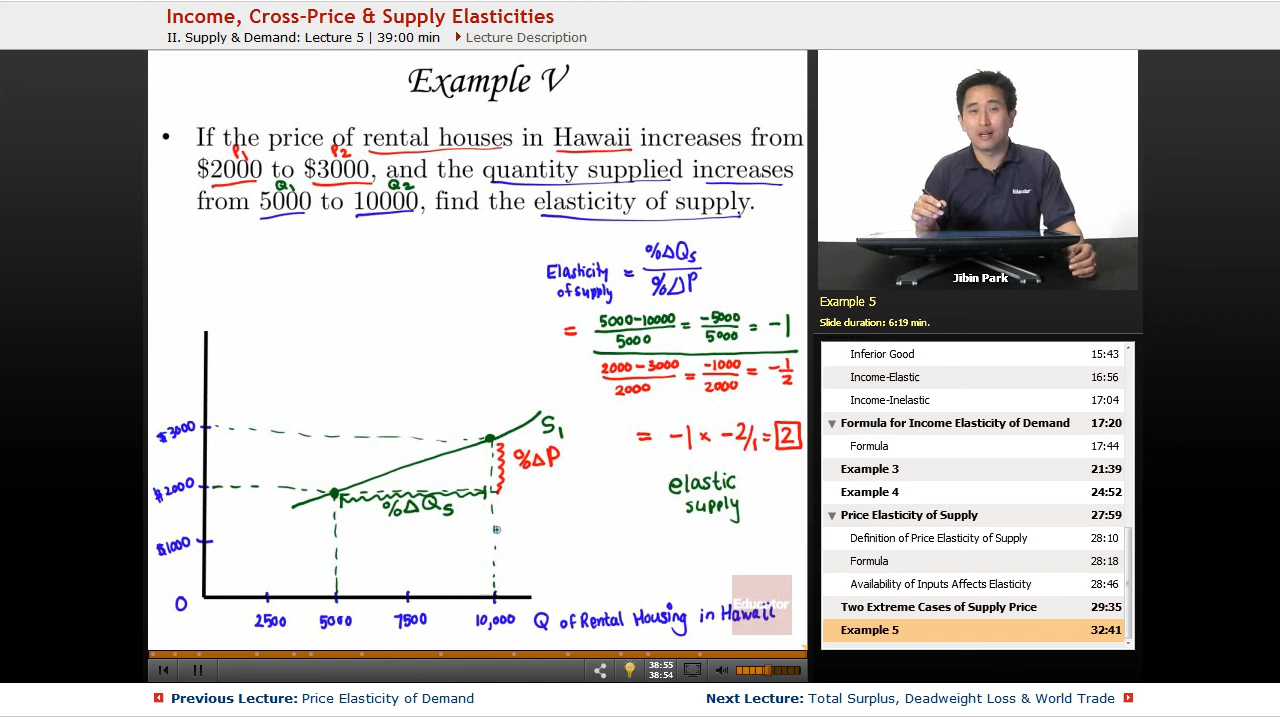 Income, Cross-Price & Supply Elasticities
II. Supply & Demand: Lecture 5 | 39:00 min
Lecture Description
Example V
• If the price of rental houses in Hawaii increases from
P1 P2
$2000 to $3000, and the quantity supplied increases
Q1 Q2
from 5000 to 10000, find the elasticity of supply.
Elasticity of supply = %ΔQs / %ΔP
= 5000-10000 / 5000 = -5000 / 5000 = -1
2000-3000 / 2000 = -1000 / 2000 = -1/2
= -1 x -2/1 = 2
elastic
supply
S1
$3000
%ΔP
$2000
%ΔQs
$1000
0
2500 5000 7500 10,000 Q of Rental Housing in Hawaii
Educator
Educator
Jibin Park
Example 5
Slide duration: 6:19 min.
Inferior Good 15:43
Income-Elastic 16:56
Income-Inelastic 17:04
Formula for Income Elasticity of Demand 17:20
Formula 17:44
Example 3 21:39
Example 4 24:52
Price Elasticity of Supply 27:59
Definition of Price Elasticity of Supply 28:10
Formula 28:18
Availability of Inputs Affects Elasticity 28:46
Two Extreme Cases of Supply Price 29:35
Example 5 32:41
38:55
38:54
Previous Lecture: Price Elasticity of Demand
Next Lecture: Total Surplus, Deadweight Loss & World Trade